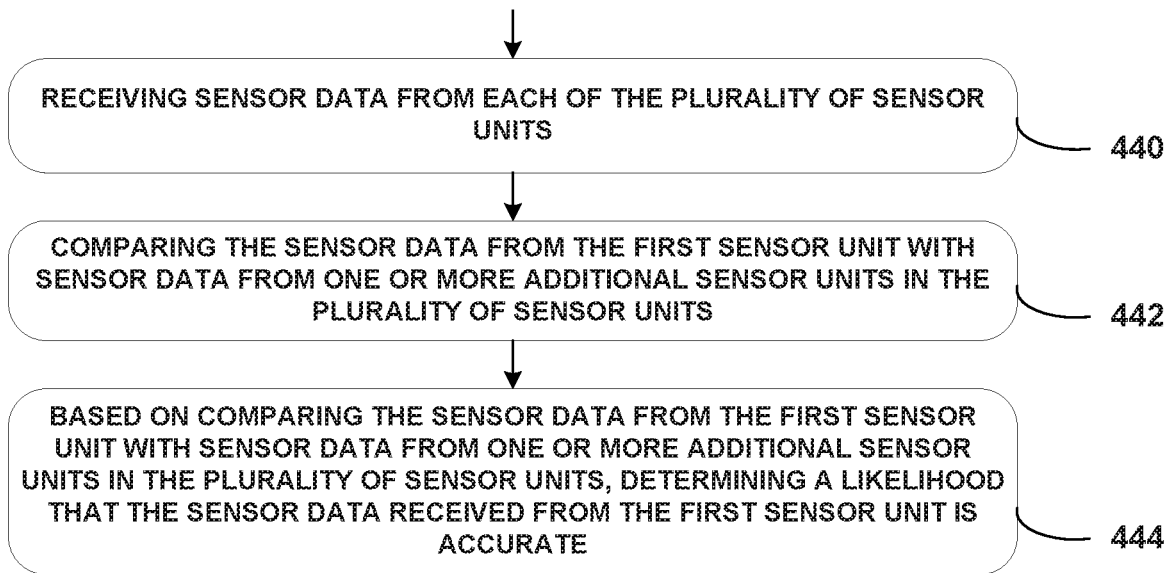 RECEIVING SENSOR DATA FROM EACH OF THE PLURALITY OF SENSOR
UNITS
440
COMPARING THE SENSOR DATA FROM THE FIRST SENSOR UNIT WITH
SENSOR DATA FROM ONE OR MORE ADDITIONAL SENSOR UNITS IN THE
PLURALITY OF SENSOR UNITS
442
BASED ON COMPARING THE SENSOR DATA FROM THE FIRST SENSOR
UNIT WITH SENSOR DATA FROM ONE OR MORE ADDITIONAL SENSOR
UNITS IN THE PLURALITY OF SENSOR UNITS, DETERMINING A LIKELIHOOD
THAT THE SENSOR DATA RECEIVED FROM THE FIRST SENSOR UNIT IS
ACCURATE
444